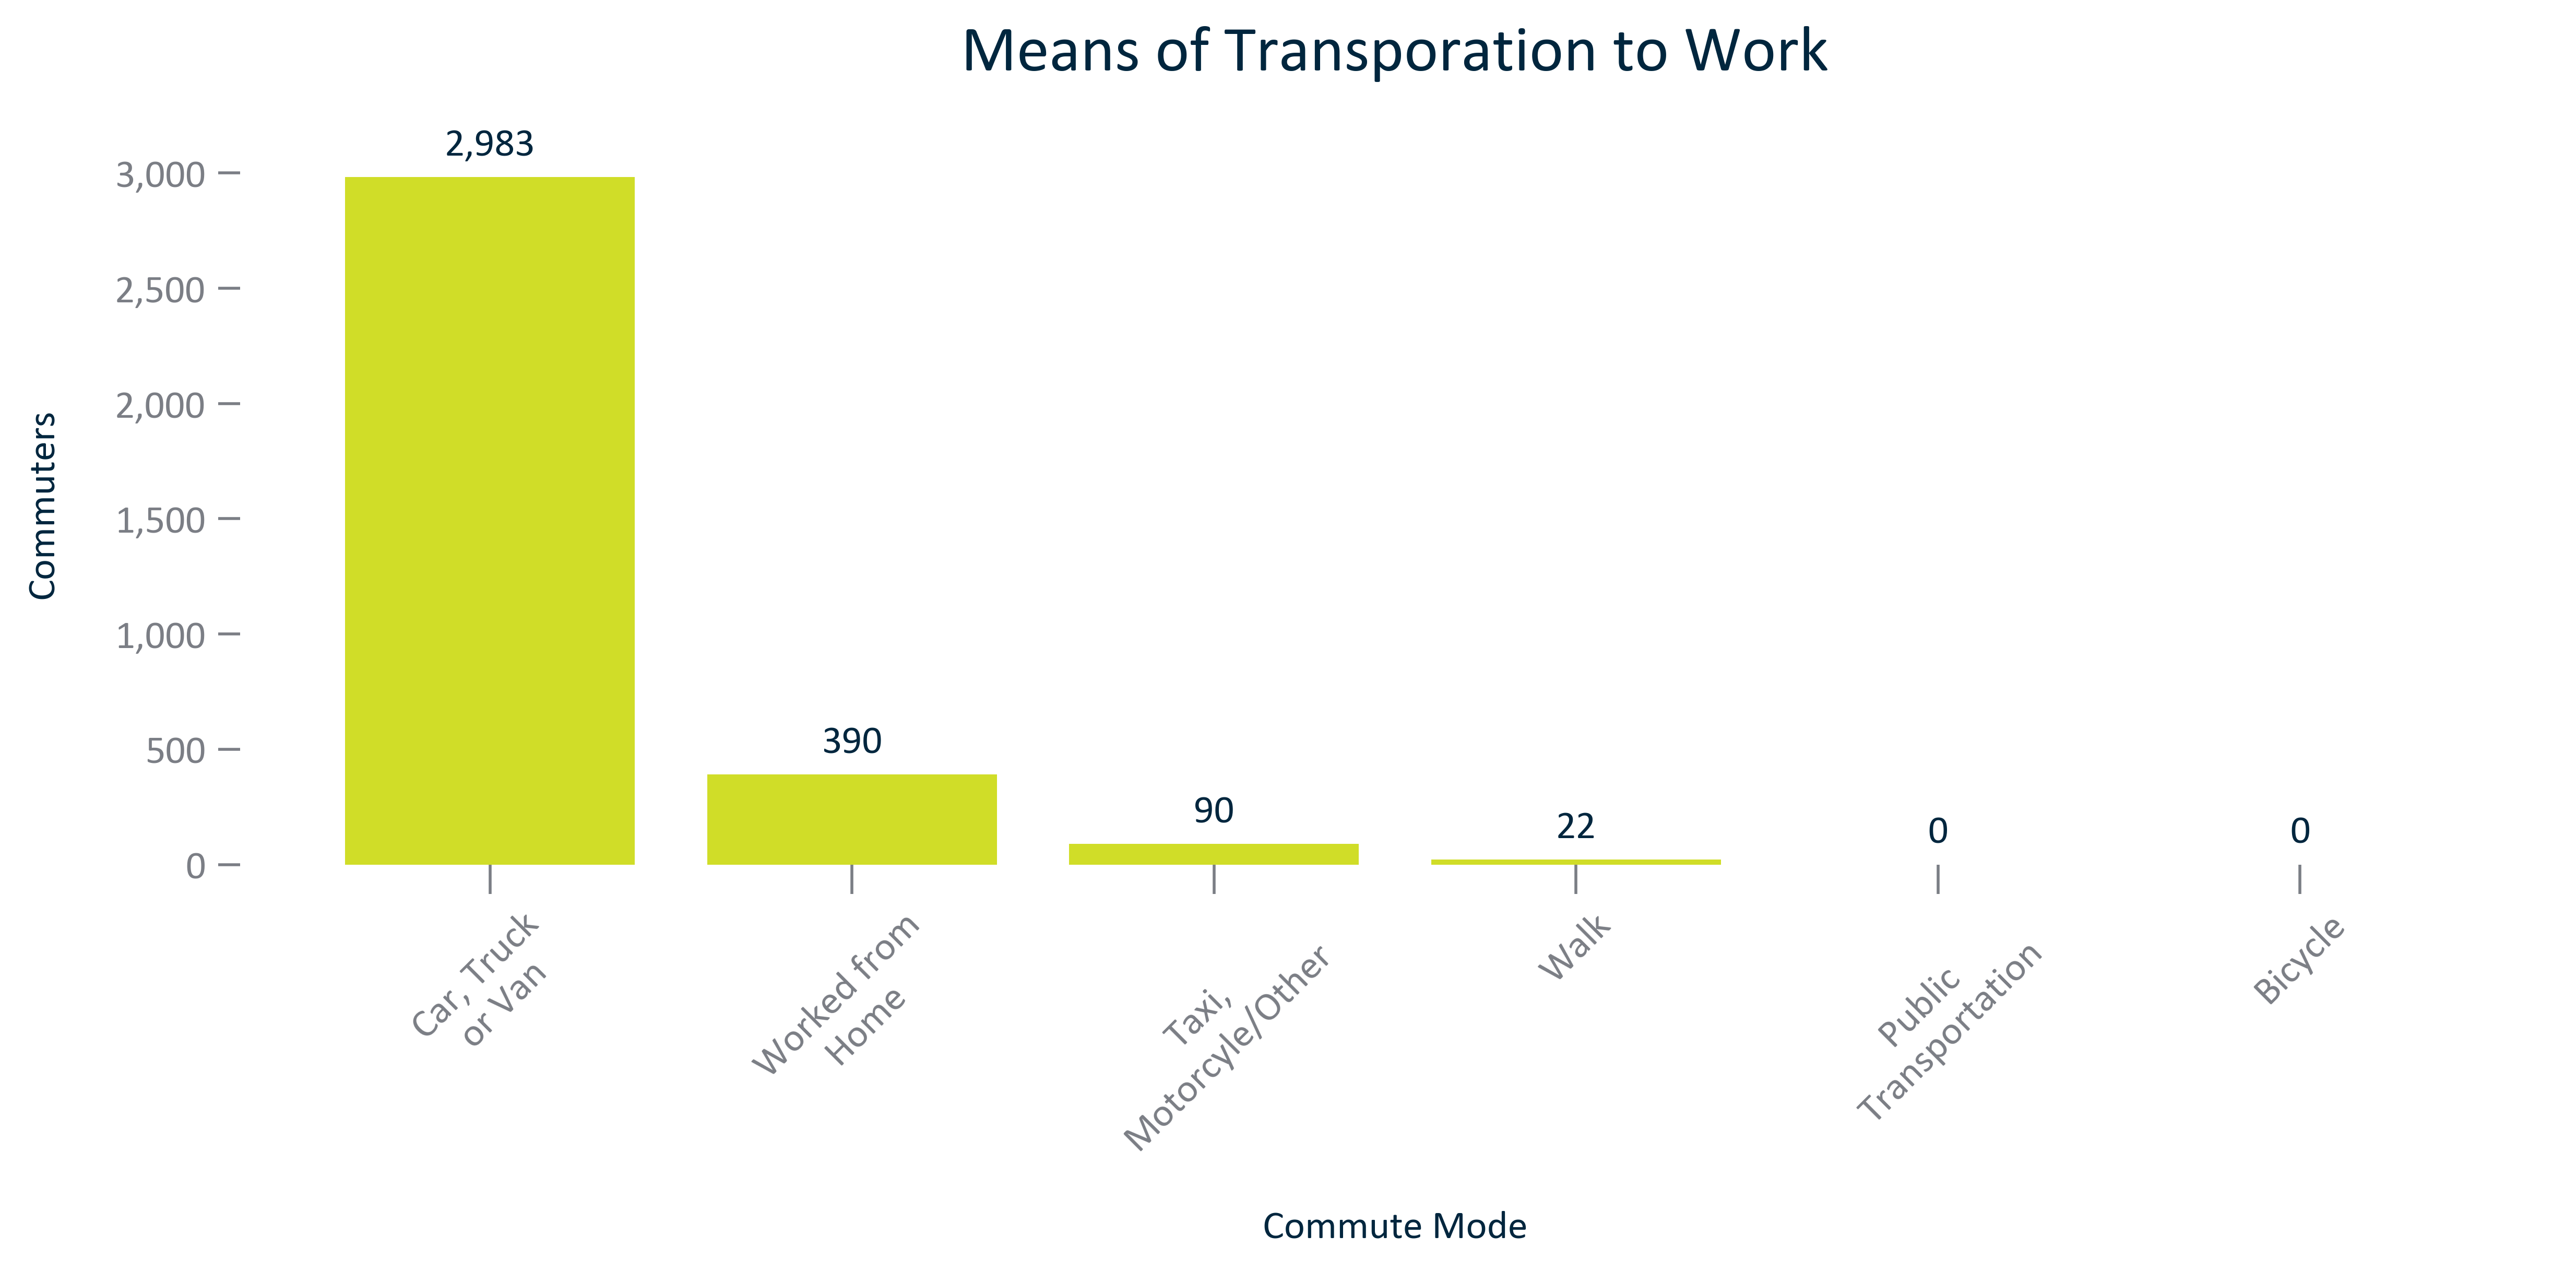 Means of Transporation to Work
2,983
3,000
2,500
2,000
1,500
1,000
500
0
Commuters
390
90
22
0
0
Car, Truck
or Van
Worked from
Home
Taxi,
Motorcyle/Other
Walk
Public
Transportation
Bicycle
Commute Mode